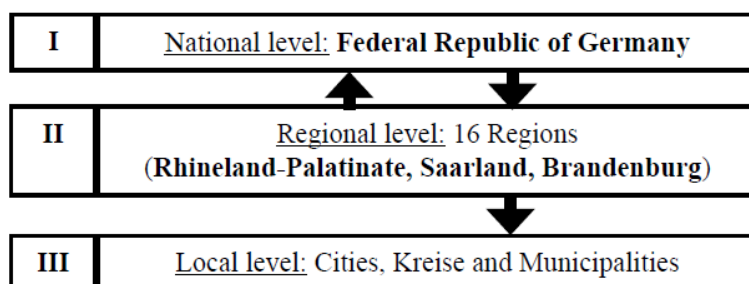 I
National level: Federal Republic of Germany
II
Regional level: 16 Regions
(Rhineland-Palatinate, Saarland, Brandenburg)
III
Local level: Cities, Kreise and Municipalities